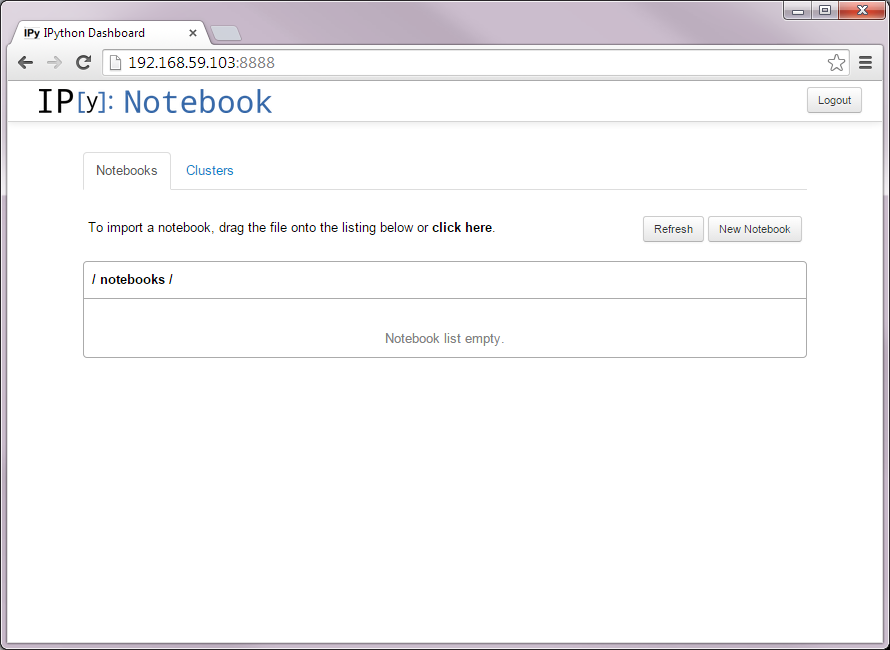 IPy IPython Dashboard
192.168.59.103:8888
IP[y]: Notebook
Logout
Notebooks Clusters
To import a notebook, drag the file onto the listing below or click here.
Refresh New Notebook
/ notebooks /
Notebook list empty.